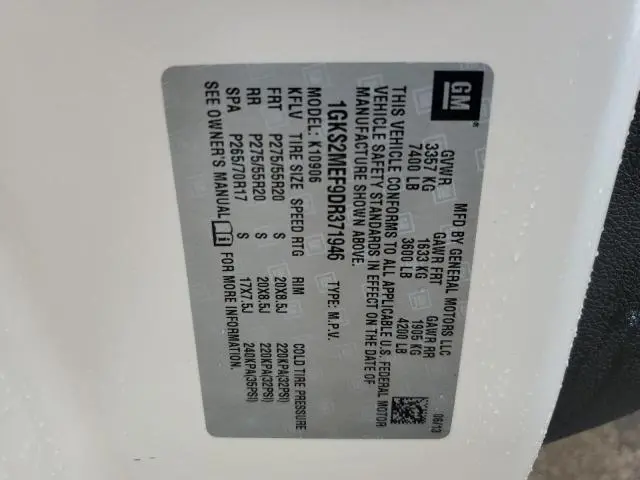 GM
MFD BY GENERAL MOTORS LLC 06/13
GVWR GAWR FRT GAWR RR
3357 KG 1633 KG 1905 KG
7400 LB 3600 LB 4200 LB
THIS VEHICLE CONFORMS TO ALL APPLICABLE U.S. FEDERAL MOTOR
VEHICLE SAFETY STANDARDS IN EFFECT ON THE DATE OF
MANUFACTURE SHOWN ABOVE.
1GKS2MEF9DR371946 TYPE: M.P.V.
MODEL: K10906
KFLV TIRE SIZE SPEED RTG RIM COLD TIRE PRESSURE
FRT P275/55R20 S 20X8.5J 220KPA(32PSI)
RR P275/55R20 S 20X8.5J 220KPA(32PSI)
SPA P265/70R17 S 17X7.5J 240KPA(35PSI)
SEE OWNER'S MANUAL FOR MORE INFORMATION.